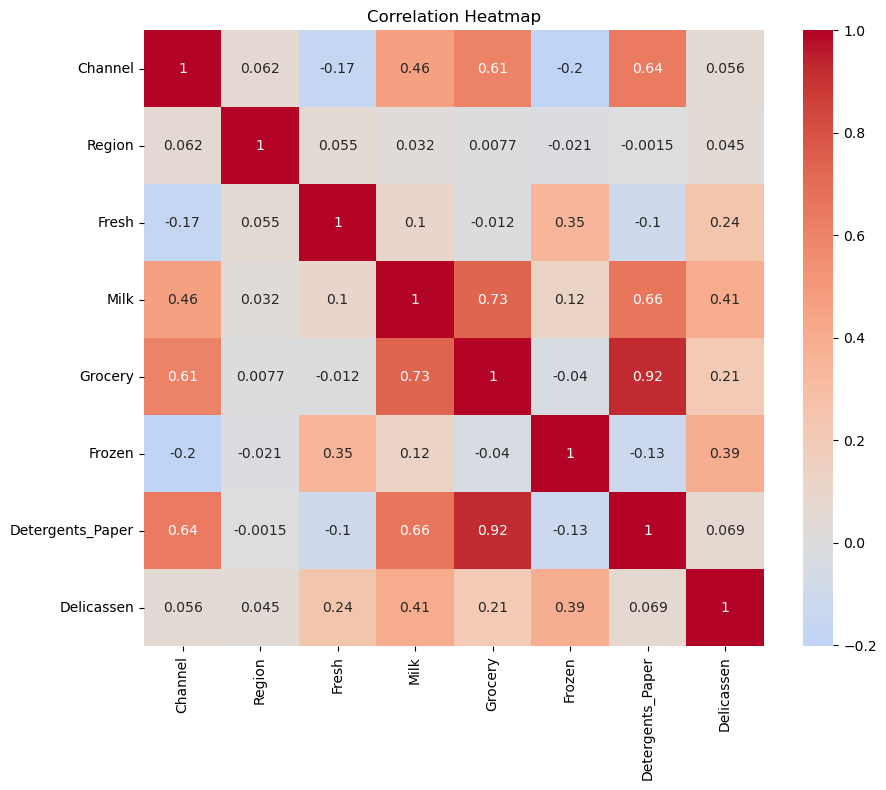 Correlation Heatmap
Channel 1 0.062 -0.17 0.46 0.61 -0.2 0.64 0.056
Region 0.062 1 0.055 0.032 0.0077 -0.021 -0.0015 0.045
Fresh -0.17 0.055 1 0.1 -0.012 0.35 -0.1 0.24
Milk 0.46 0.032 0.1 1 0.73 0.12 0.66 0.41
Grocery 0.61 0.0077 -0.012 0.73 1 -0.04 0.92 0.21
Frozen -0.2 -0.021 0.35 0.12 -0.04 1 -0.13 0.39
Detergents_Paper 0.64 -0.0015 -0.1 0.66 0.92 -0.13 1 0.069
Delicassen 0.056 0.045 0.24 0.41 0.21 0.39 0.069 1
Channel Region Fresh Milk Grocery Frozen Detergents_Paper Delicassen
1.0
0.8
0.6
0.4
0.2
0.0
−0.2